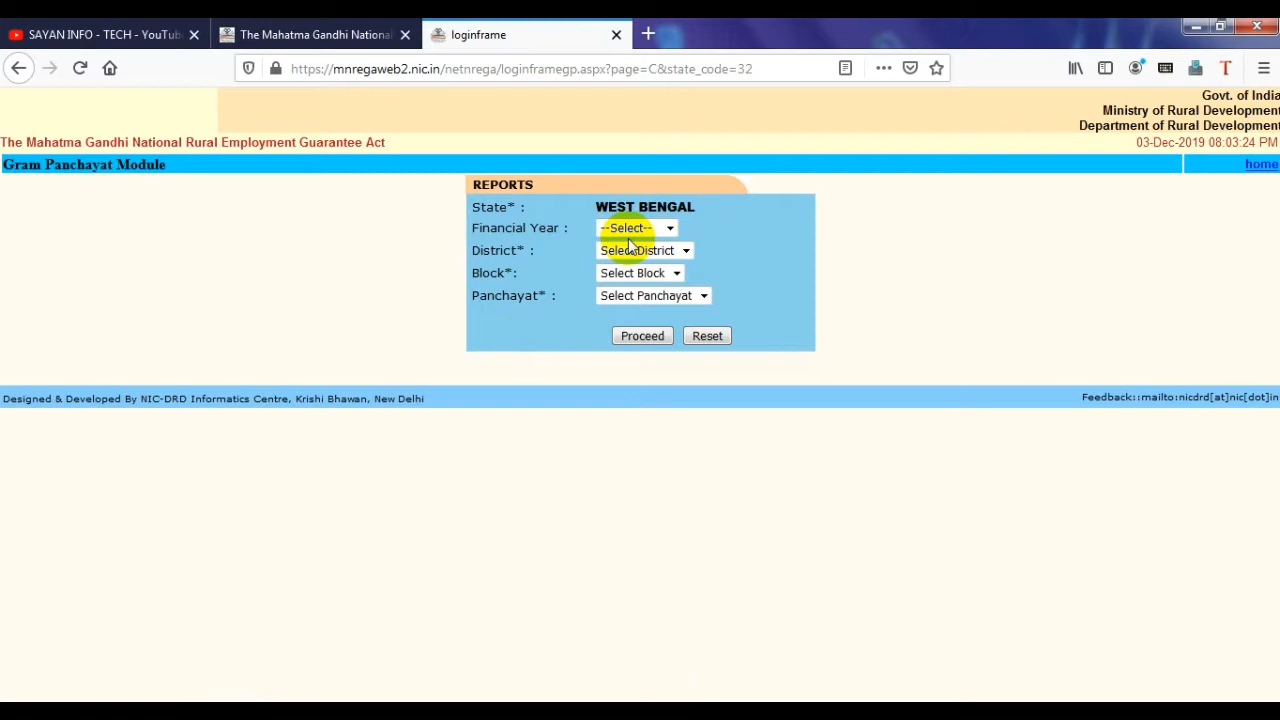 SAYAN INFO - TECH - YouTub
The Mahatma Gandhi National
loginframe
https://mnregaweb2.nic.in/netnrega/loginframegp.aspx?page=C&state_code=32
Govt. of India
Ministry of Rural Development
Department of Rural Development
The Mahatma Gandhi National Rural Employment Guarantee Act
03-Dec-2019 08:03:24 PM
Gram Panchayat Module
home
REPORTS
State* : WEST BENGAL
Financial Year : --Select--
District* : Select District
Block*: Select Block
Panchayat* : Select Panchayat
Proceed Reset
Designed & Developed By NIC-DRD Informatics Centre, Krishi Bhawan, New Delhi
Feedback::mailto:nicdrd[at]nic[dot]in